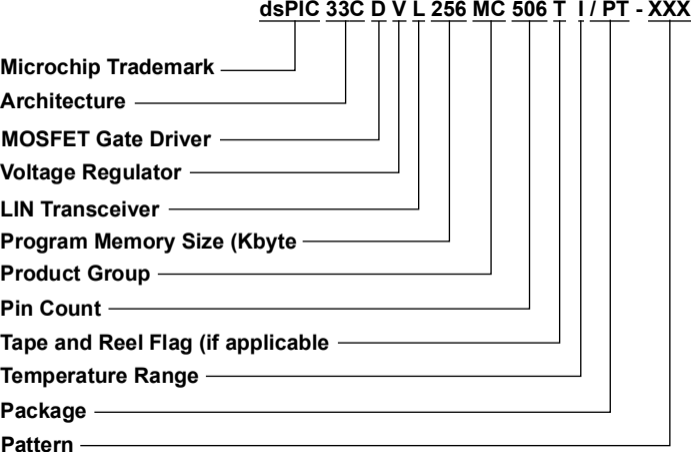 dsPIC 33C D V L 256 MC 506 T I / PT - XXX
Microchip Trademark
Architecture
MOSFET Gate Driver
Voltage Regulator
LIN Transceiver
Program Memory Size (Kbyte
Product Group
Pin Count
Tape and Reel Flag (if applicable
Temperature Range
Package
Pattern